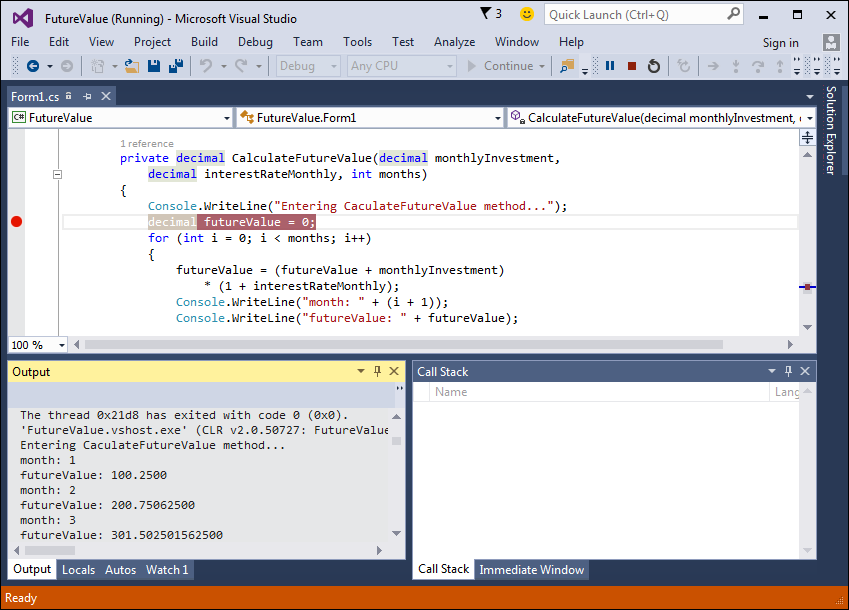 FutureValue (Running) - Microsoft Visual Studio
3
Quick Launch (Ctrl+Q)
File Edit View Project Build Debug Team Tools Test Analyze Window Help
Sign in
Debug Any CPU Continue
Form1.cs
Solution Explorer
C# FutureValue FutureValue.Form1 CalculateFutureValue(decimal monthlyInvestment,
1 reference
private decimal CalculateFutureValue(decimal monthlyInvestment,
decimal interestRateMonthly, int months)
{
Console.WriteLine("Entering CaculateFutureValue method...");
decimal futureValue = 0;
for (int i = 0; i < months; i++)
{
futureValue = (futureValue + monthlyInvestment)
* (1 + interestRateMonthly);
Console.WriteLine("month: " + (i + 1));
Console.WriteLine("futureValue: " + futureValue);
100 %
Output
The thread 0x21d8 has exited with code 0 (0x0).
'FutureValue.vshost.exe' (CLR v2.0.50727: FutureValue
Entering CaculateFutureValue method...
month: 1
futureValue: 100.2500
month: 2
futureValue: 200.75062500
month: 3
futureValue: 301.502501562500
Output Locals Autos Watch 1
Call Stack
Name Lang
Call Stack Immediate Window
Ready